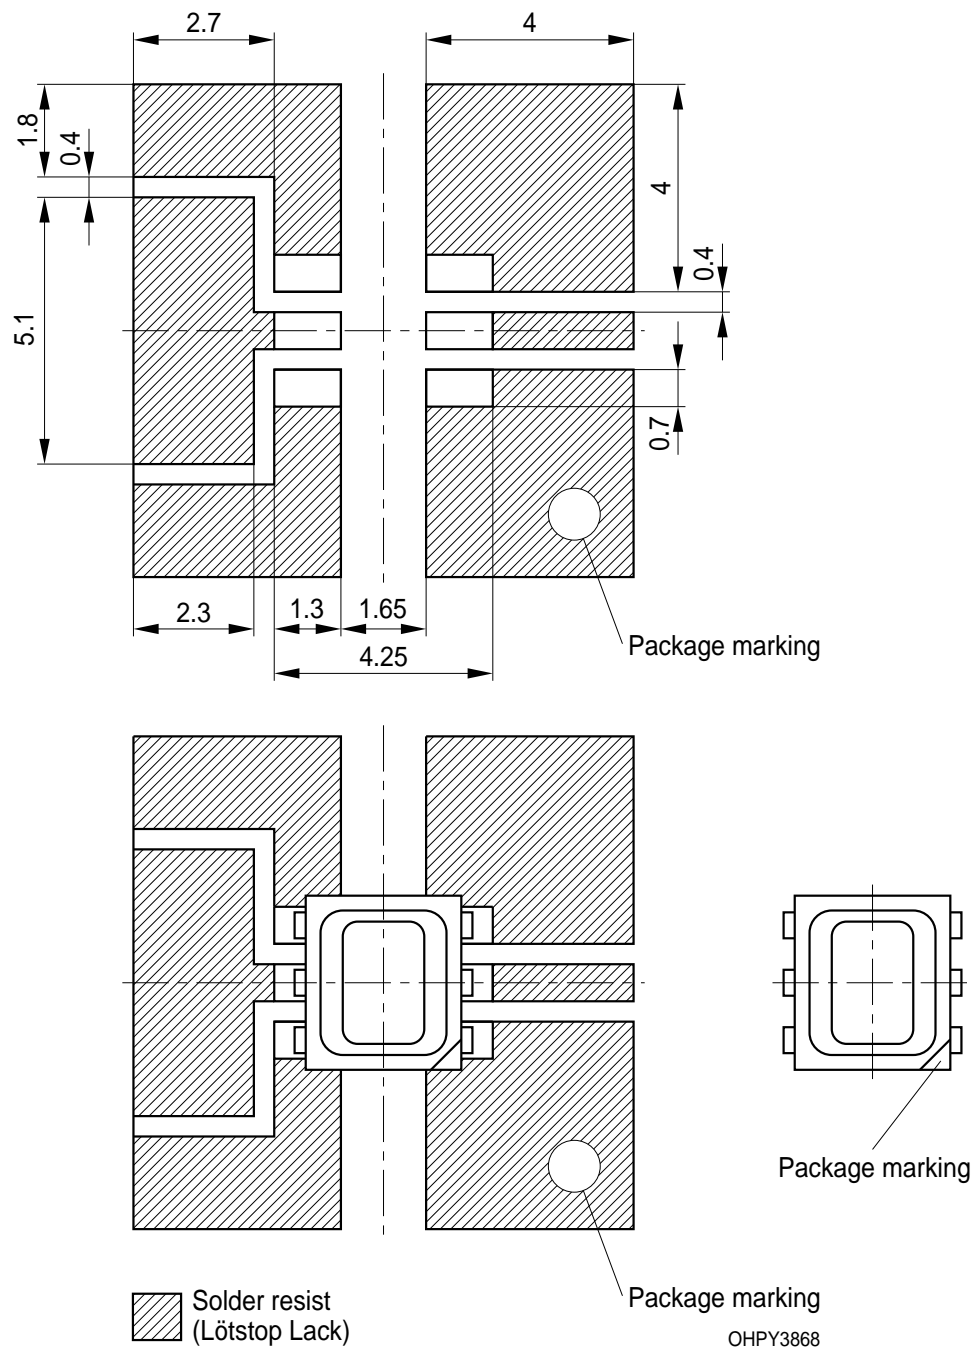 2.7
4
1.8
0.4
4
0.4
5.1
0.7
2.3
1.3
1.65
4.25
Package marking
Package marking
Package marking
Solder resist
(Lötstop Lack)
OHPY3868